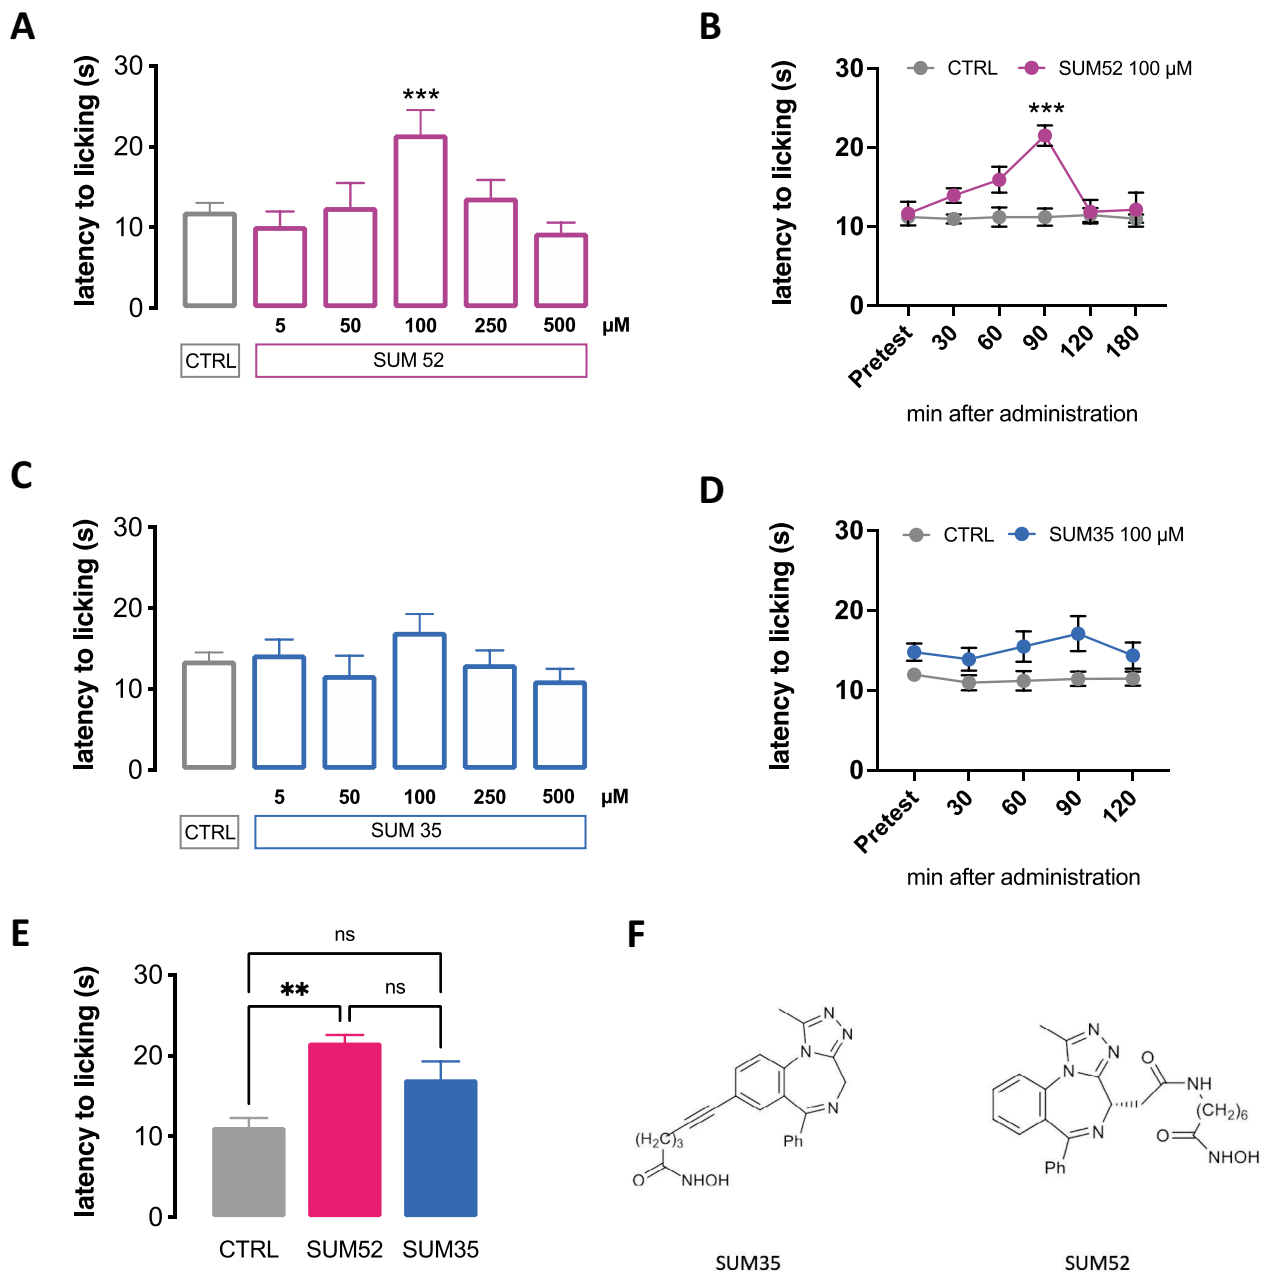 A
latency to licking (s)
30
20
10
0
***
5 50 100 250 500 µM
CTRL SUM 52
B
latency to licking (s)
30
20
10
0
CTRL SUM52 100 µM
***
Pretest 30 60 90 120 180
min after administration
C
latency to licking (s)
30
20
10
0
5 50 100 250 500 µM
CTRL SUM 35
D
latency to licking (s)
30
20
10
0
CTRL SUM35 100 µM
Pretest 30 60 90 120
min after administration
E
latency to licking (s)
30
20
10
0
ns
** ns
CTRL SUM52 SUM35
F
N
N
N
N
Ph
(H₂C)₃
O
NHOH
SUM35
N
N
N
O
NH
N
(CH₂)₆
O
Ph
NHOH
SUM52